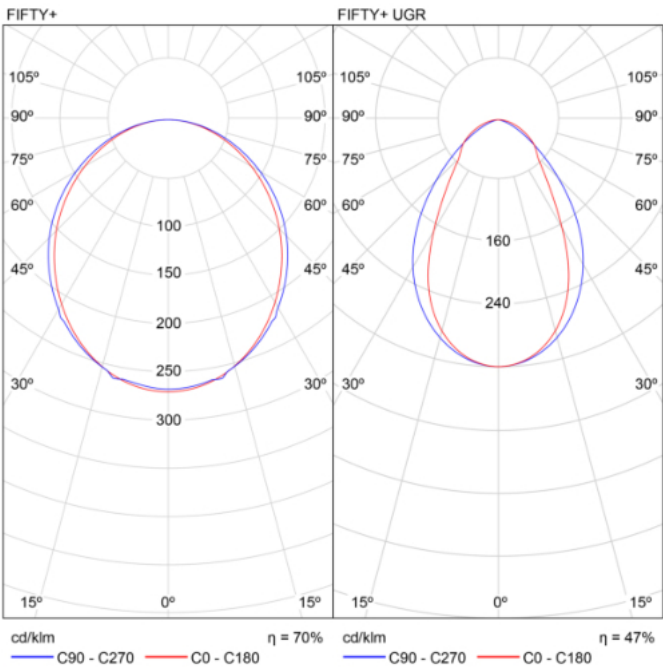 FIFTY+
105º 105º
90º 90º
75º 75º
60º 60º
100
45º 45º
150
200
250
30º 30º
300
15º 0º 15º
cd/klm η = 70%
C90 - C270 C0 - C180
FIFTY+ UGR
105º 105º
90º 90º
75º 75º
60º 60º
160
45º 45º
240
30º 30º
15º 0º 15º
cd/klm η = 47%
C90 - C270 C0 - C180